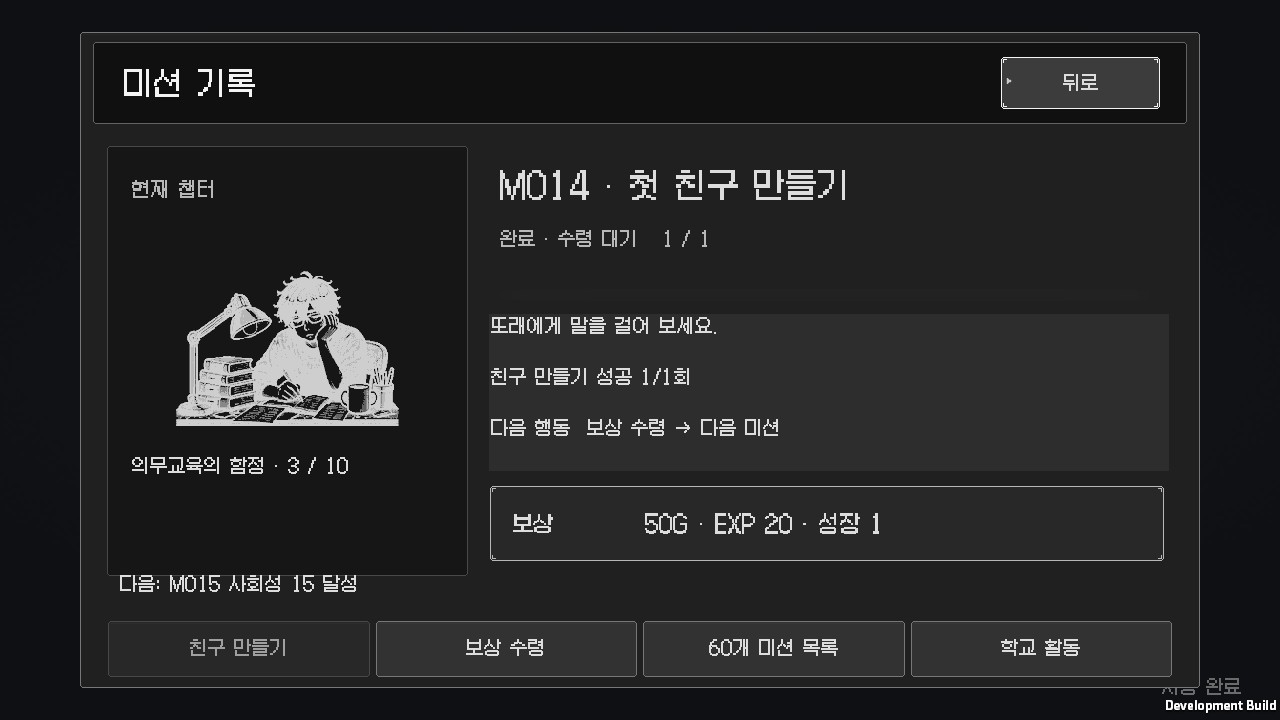 미션 기록
뒤로
현재 챕터
의무교육의 함정 · 3 / 10
다음: M015 사회성 15 달성
M014 · 첫 친구 만들기
완료 · 수령 대기 1 / 1
또래에게 말을 걸어 보세요.
친구 만들기 성공 1/1회
다음 행동 보상 수령 → 다음 미션
보상 50G · EXP 20 · 성장 1
친구 만들기
보상 수령
60개 미션 목록
학교 활동
완료
Development Build